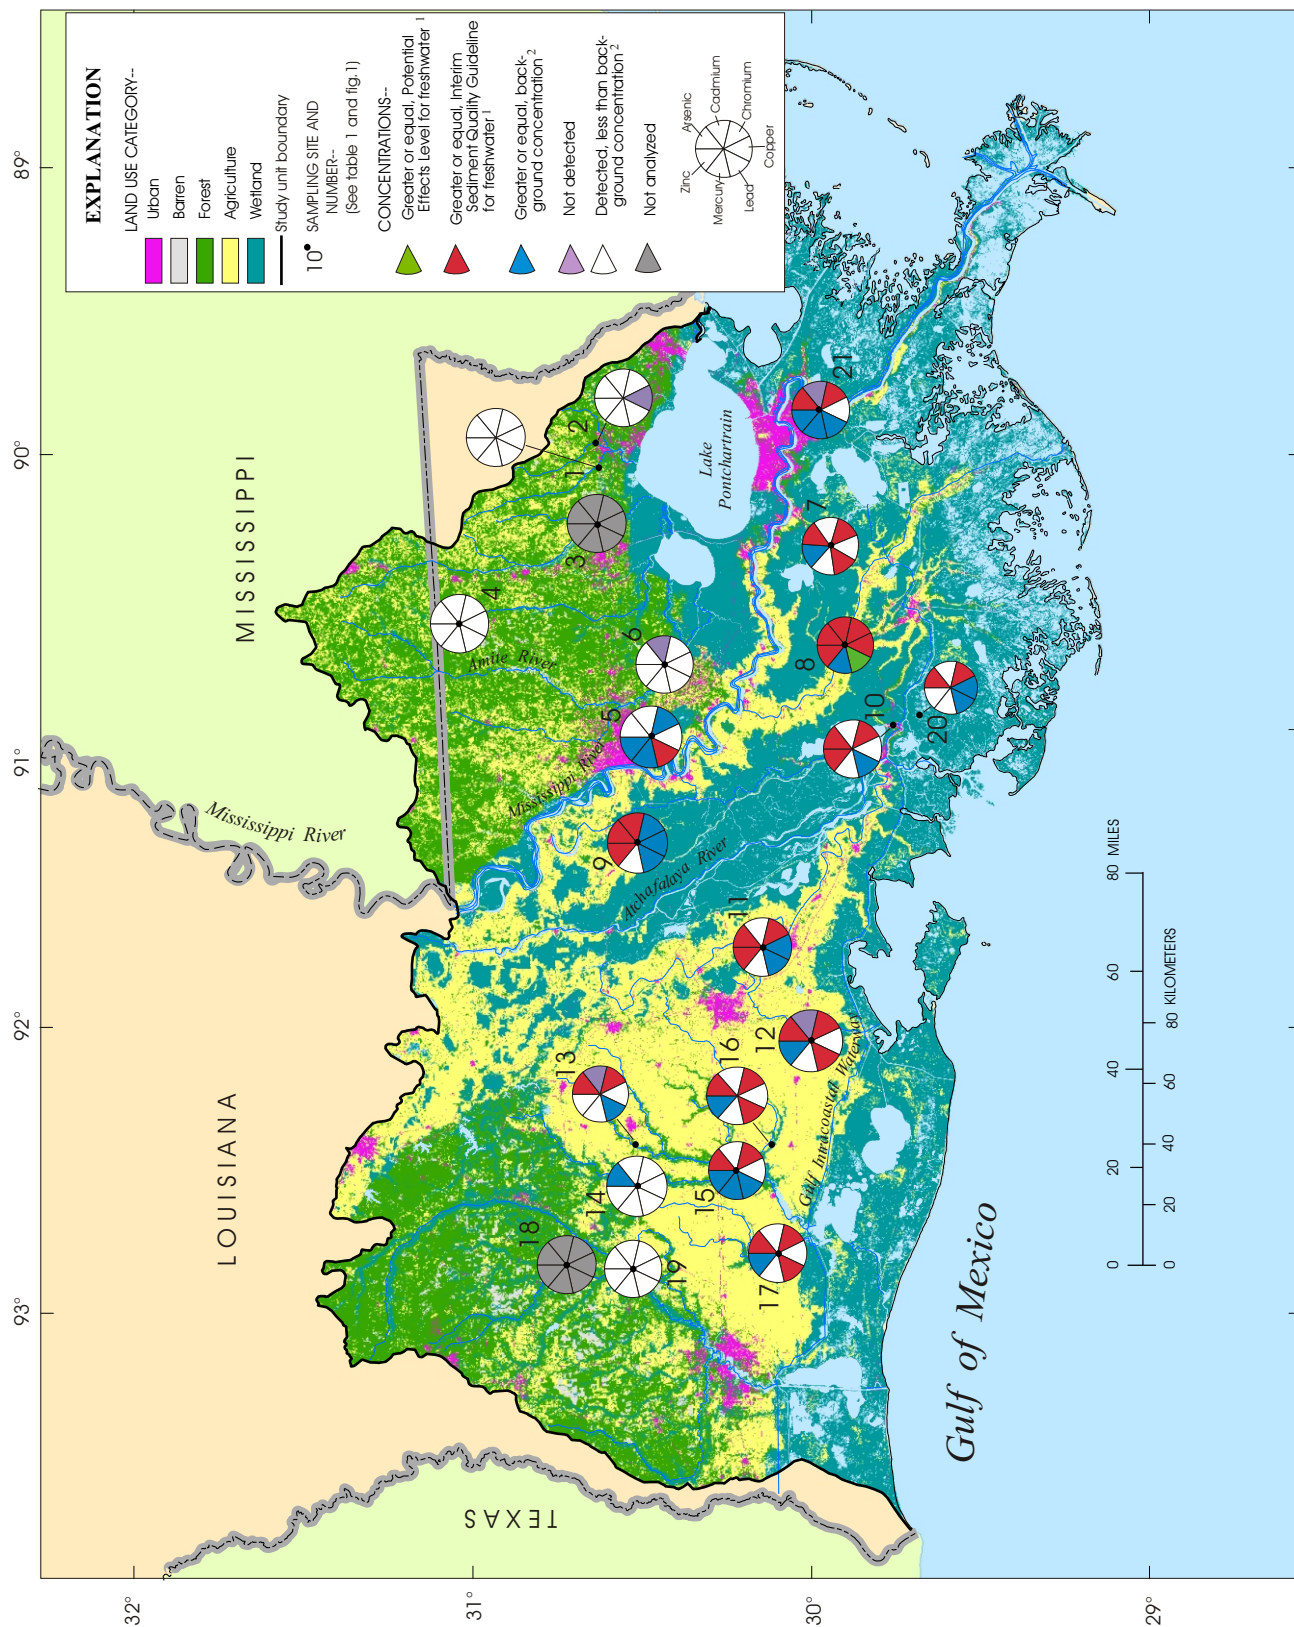 EXPLANATION
LAND USE CATEGORY--
Urban
Barren
Forest
Agriculture
Wetland
Study unit boundary
10
SAMPLING SITE AND
NUMBER--
(See table 1 and fig. 1)
CONCENTRATIONS--
Greater or equal, Potential
Effects Level for freshwater 1
Greater or equal, Interim
Sediment Quality Guideline
for freshwater 1
Greater or equal, back-
ground concentration 2
Not detected
Detected, less than back-
ground concentration 2
Not analyzed
Zinc
Arsenic
Cadmium
Chromium
Copper
Lead
Mercury
93°
92°
91°
90°
89°
32°
31°
30°
29°
LOUISIANA
MISSISSIPPI
TEXAS
Mississippi River
Mississippi River
Amite River
Atchafalaya River
Lake
Pontchartrain
Gulf Intracoastal Waterway
Gulf of Mexico
1
2
3
4
5
6
7
8
9
10
11
12
13
14
15
16
17
18
19
20
21
0 20 40 60 80 MILES
0 20 40 60 80 KILOMETERS